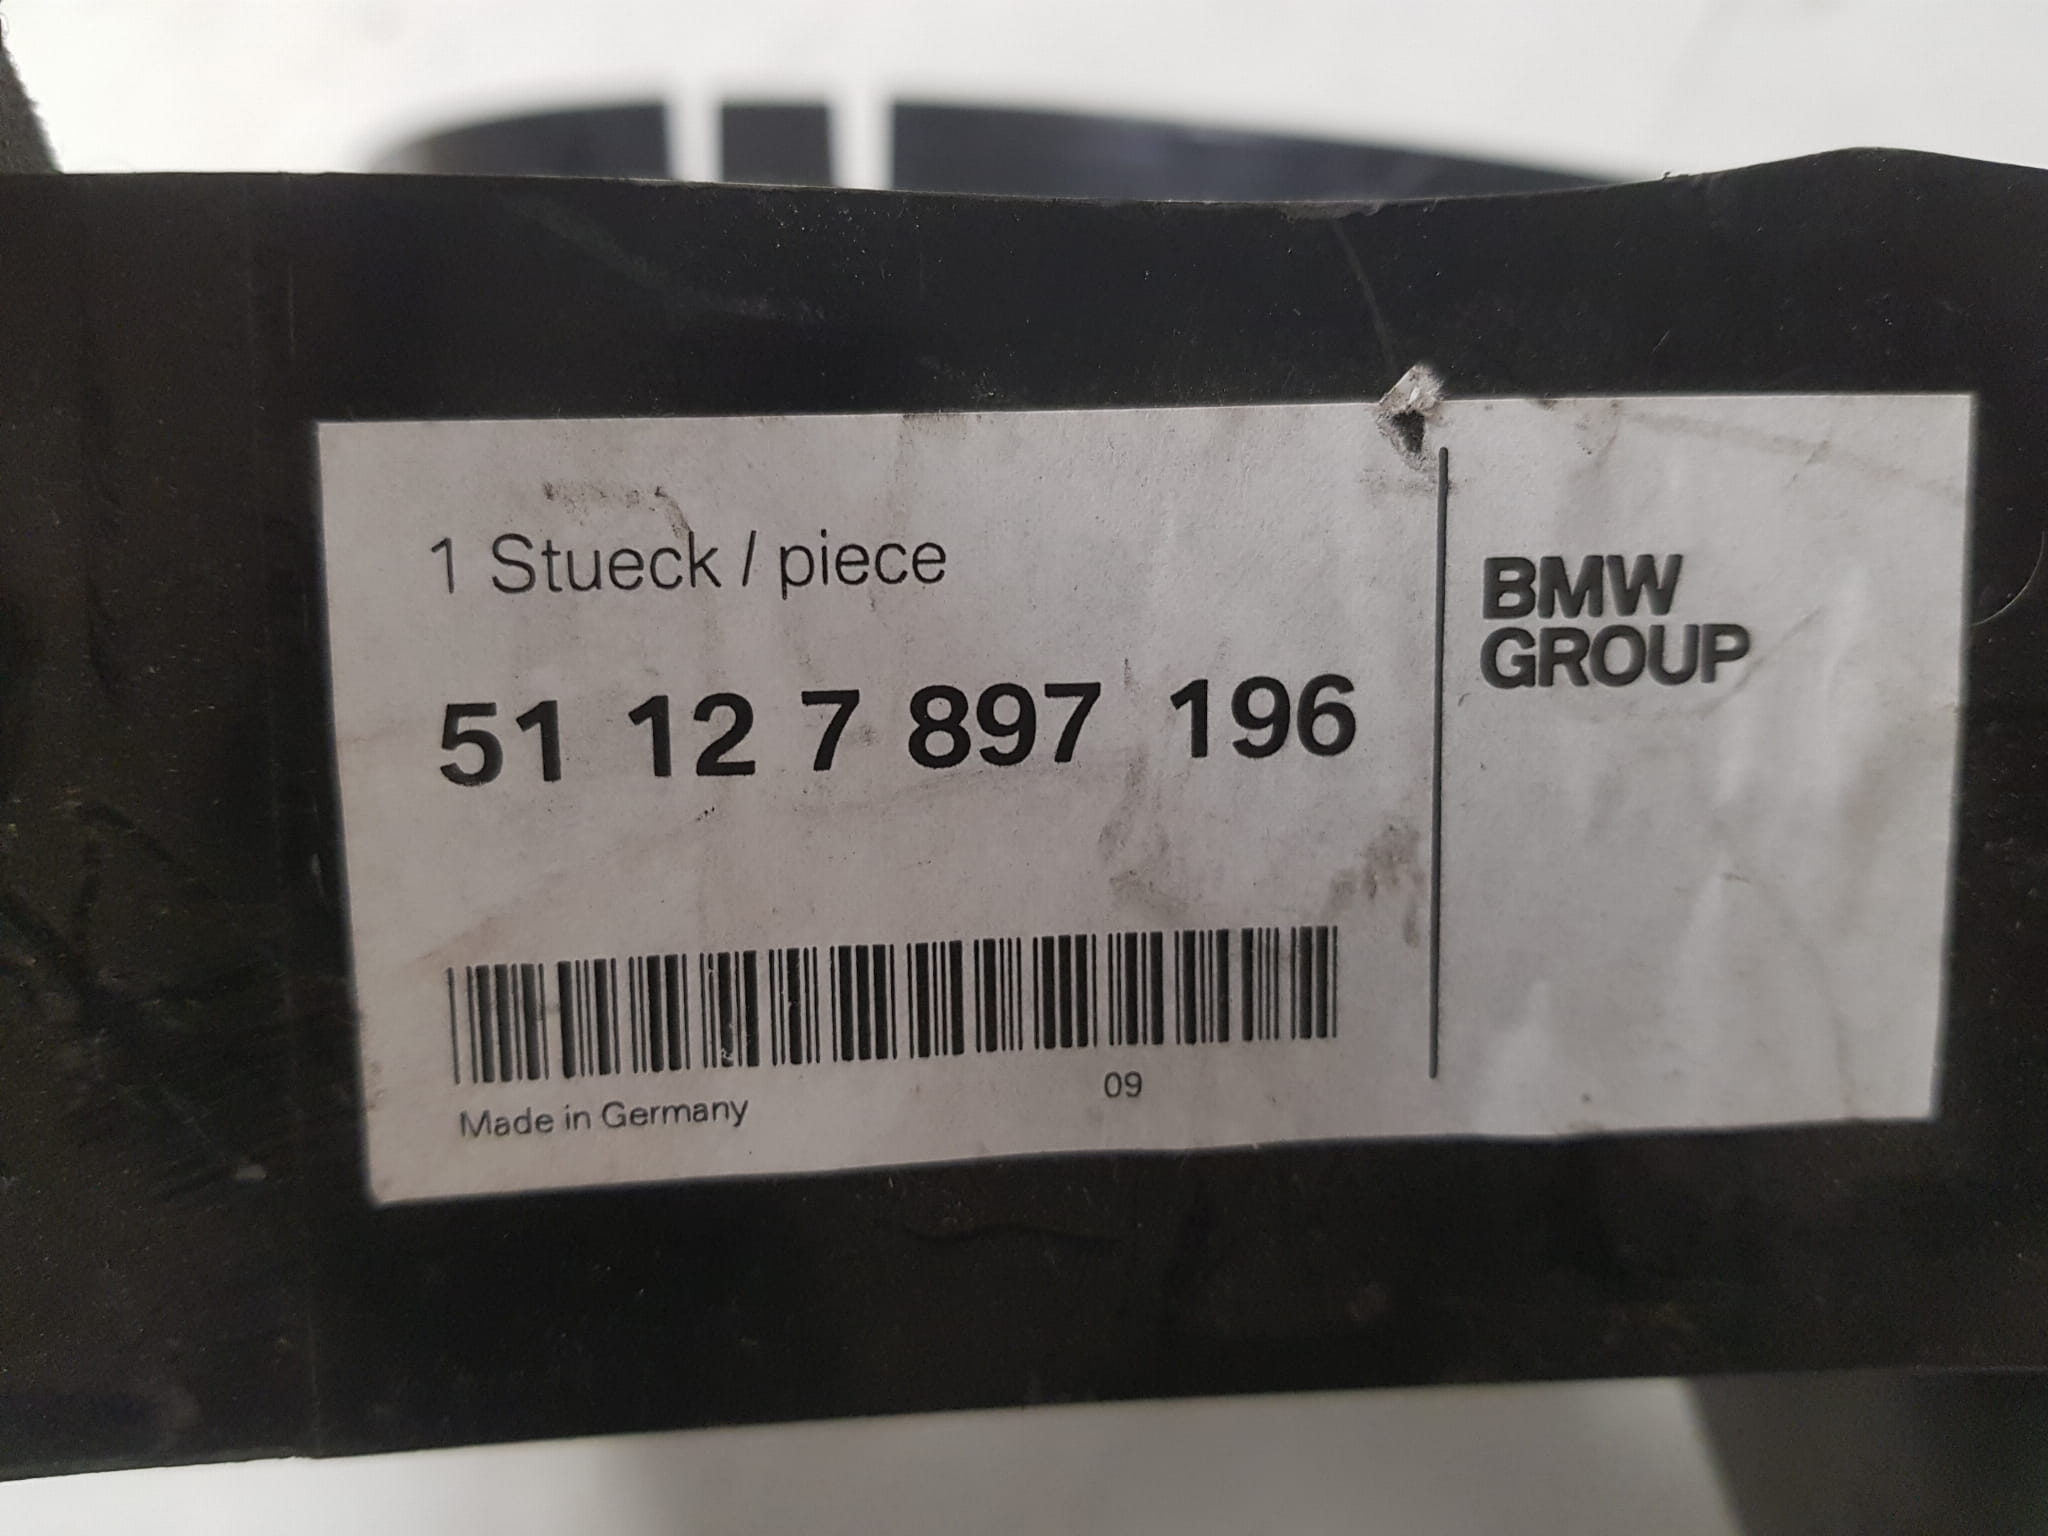 1 Stueck / piece
51 12 7 897 196
BMW
GROUP
09
Made in Germany